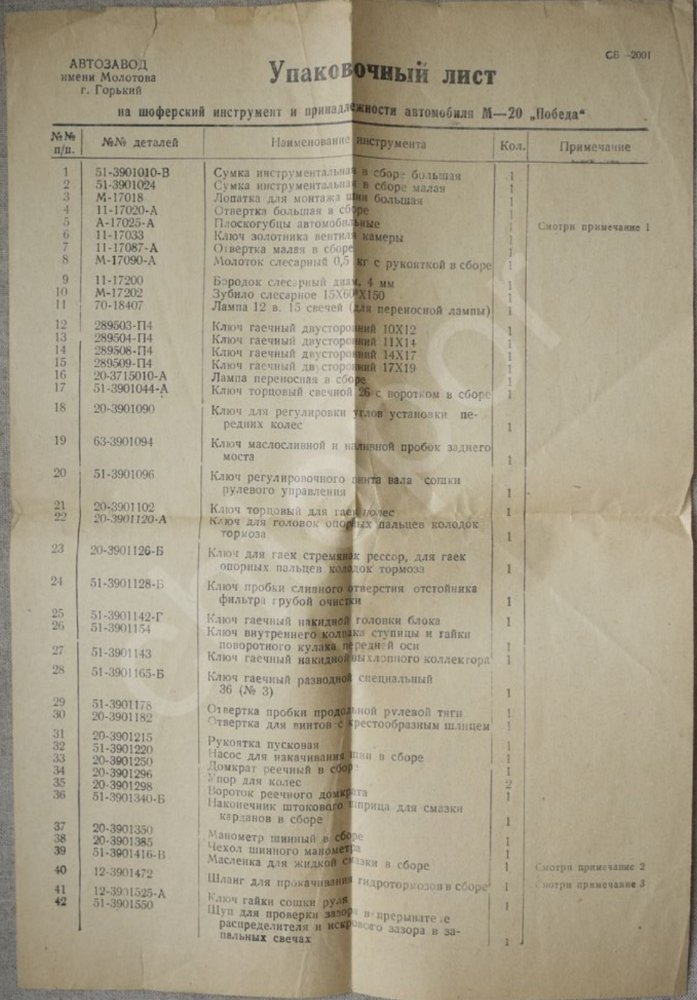 АВТОЗАВОД
имени Молотова
г. Горький
СБ-2001
Упаковочный лист
на шоферский инструмент и принадлежности автомобиля М—20 „Победа“
№№ п/п. №№ деталей Наименование инструмента Кол. Примечание
1 51-3901010-В Сумка инструментальная в сборе большая 1
2 51-3901024 Сумка инструментальная в сборе малая 1
3 М-17018 Лопатка для монтажа шин большая 1
4 11-17020-А Отвертка большая в сборе 1
5 А-17025-А Плоскогубцы автомобильные 1 Смотри примечание 1
6 11-17033 Ключ золотника вентиля камеры 1
7 11-17087-А Отвертка малая в сборе 1
8 М-17090-А Молоток слесарный 0,5 кг с рукояткой в сборе 1
9 11-17200 Бородок слесарный диам. 4 мм 1
10 М-17202 Зубило слесарное 15Х60Х150 1
11 70-18407 Лампа 12 в. 15 свечей (для переносной лампы) 1
12 289503-П4 Ключ гаечный двусторонний 10Х12 1
13 289504-П4 Ключ гаечный двусторонний 11Х14 1
14 289508-П4 Ключ гаечный двусторонний 14Х17 1
15 289509-П4 Ключ гаечный двусторонний 17Х19 1
16 20-3715010-А Лампа переносная в сборе 1
17 51-3901044-А Ключ торцовый свечной 26 с воротком в сборе 1
18 20-3901090 Ключ для регулировки углов установки пе-
редних колес 1
19 63-3901094 Ключ маслосливной и наливной пробок заднего
моста 1
20 51-3901096 Ключ регулировочного винта вала сошки
рулевого управления 1
21 20-3901102 Ключ торцовый для гаек колес 1
22 20-3901120-А Ключ для головок опорных пальцев колодок
тормоза 1
23 20-3901126-Б Ключ для гаек стремянок рессор, для гаек
опорных пальцев колодок тормоза 1
24 51-3901128-Б Ключ пробки сливного отверстия отстойника
фильтра грубой очистки 1
25 51-3901142-Г Ключ гаечный накидной головки блока 1
26 51-3901154 Ключ внутреннего колпака ступицы и гайки
поворотного кулака передней оси 1
27 51-3901143 Ключ гаечный накидной выхлопного коллектора 1
28 51-3901165-Б Ключ гаечный разводной специальный
36 (№ 3) 1
29 51-3901178 Отвертка пробки продольной рулевой тяги 1
30 20-3901182 Отвертка для винтов с крестообразным шлицем 1
31 20-3901215 Рукоятка пусковая 1
32 51-3901220 Насос для накачивания шин в сборе 1
33 20-3901250 Домкрат реечный в сборе 1
34 20-3901296 Упор для колес 2
35 20-3901298 Вороток реечного домкрата 1
36 51-3901340-Б Наконечник штокового шприца для смазки
карданов в сборе 1
37 20-3901350 Манометр шинный в сборе 1
38 20-3901385 Чехол шинного манометра 1
39 51-3901416-В Масленка для жидкой смазки в сборе 1 Смотри примечание 2
40 12-3901472 Шланг для прокачивания гидротормозов в сборе 1 Смотри примечание 3
41 12-3901525-А Ключ гайки сошки руля 1
42 51-3901550 Щуп для проверки зазора в прерывателе
распределителя и искрового зазора в за-
пальных свечах 1